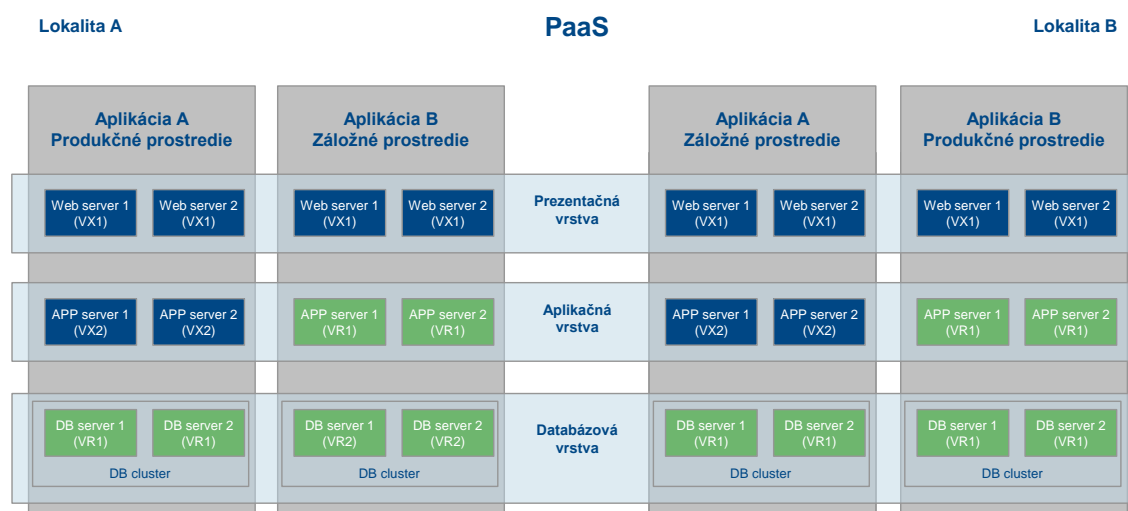 Lokalita A
PaaS
Lokalita B
Aplikácia A
Produkčné prostredie
Aplikácia B
Záložné prostredie
Aplikácia A
Záložné prostredie
Aplikácia B
Produkčné prostredie
Web server 1
(VX1)
Web server 2
(VX1)
Web server 1
(VX1)
Web server 2
(VX1)
Prezentačná
vrstva
Web server 1
(VX1)
Web server 2
(VX1)
Web server 1
(VX1)
Web server 2
(VX1)
APP server 1
(VX2)
APP server 2
(VX2)
APP server 1
(VR1)
APP server 2
(VR1)
Aplikačná
vrstva
APP server 1
(VX2)
APP server 2
(VX2)
APP server 1
(VR1)
APP server 2
(VR1)
DB server 1
(VR1)
DB server 2
(VR1)
DB cluster
DB server 1
(VR2)
DB server 2
(VR2)
DB cluster
Databázová
vrstva
DB server 1
(VR1)
DB server 2
(VR1)
DB cluster
DB server 1
(VR1)
DB server 2
(VR1)
DB cluster